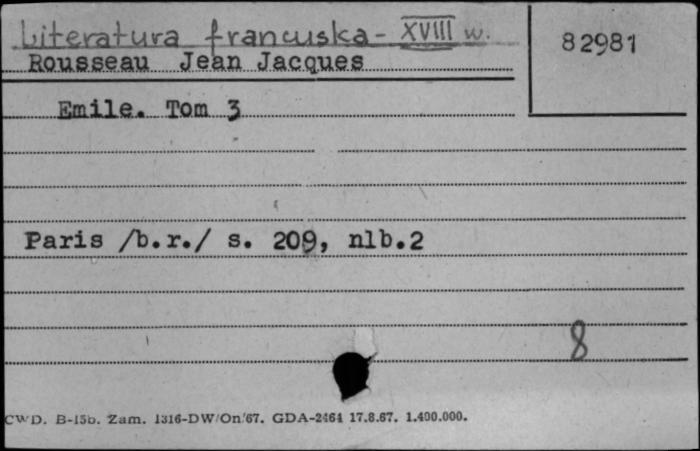 Literatura francuska - XVIII w.
82981
Rousseau Jean Jacques
Emile. Tom 3
Paris /b.r./ s. 209, nlb.2
8
CWD. B-15b. Zam. 1316-DW/On/67. GDA-2464 17.8.67. 1.400.000.